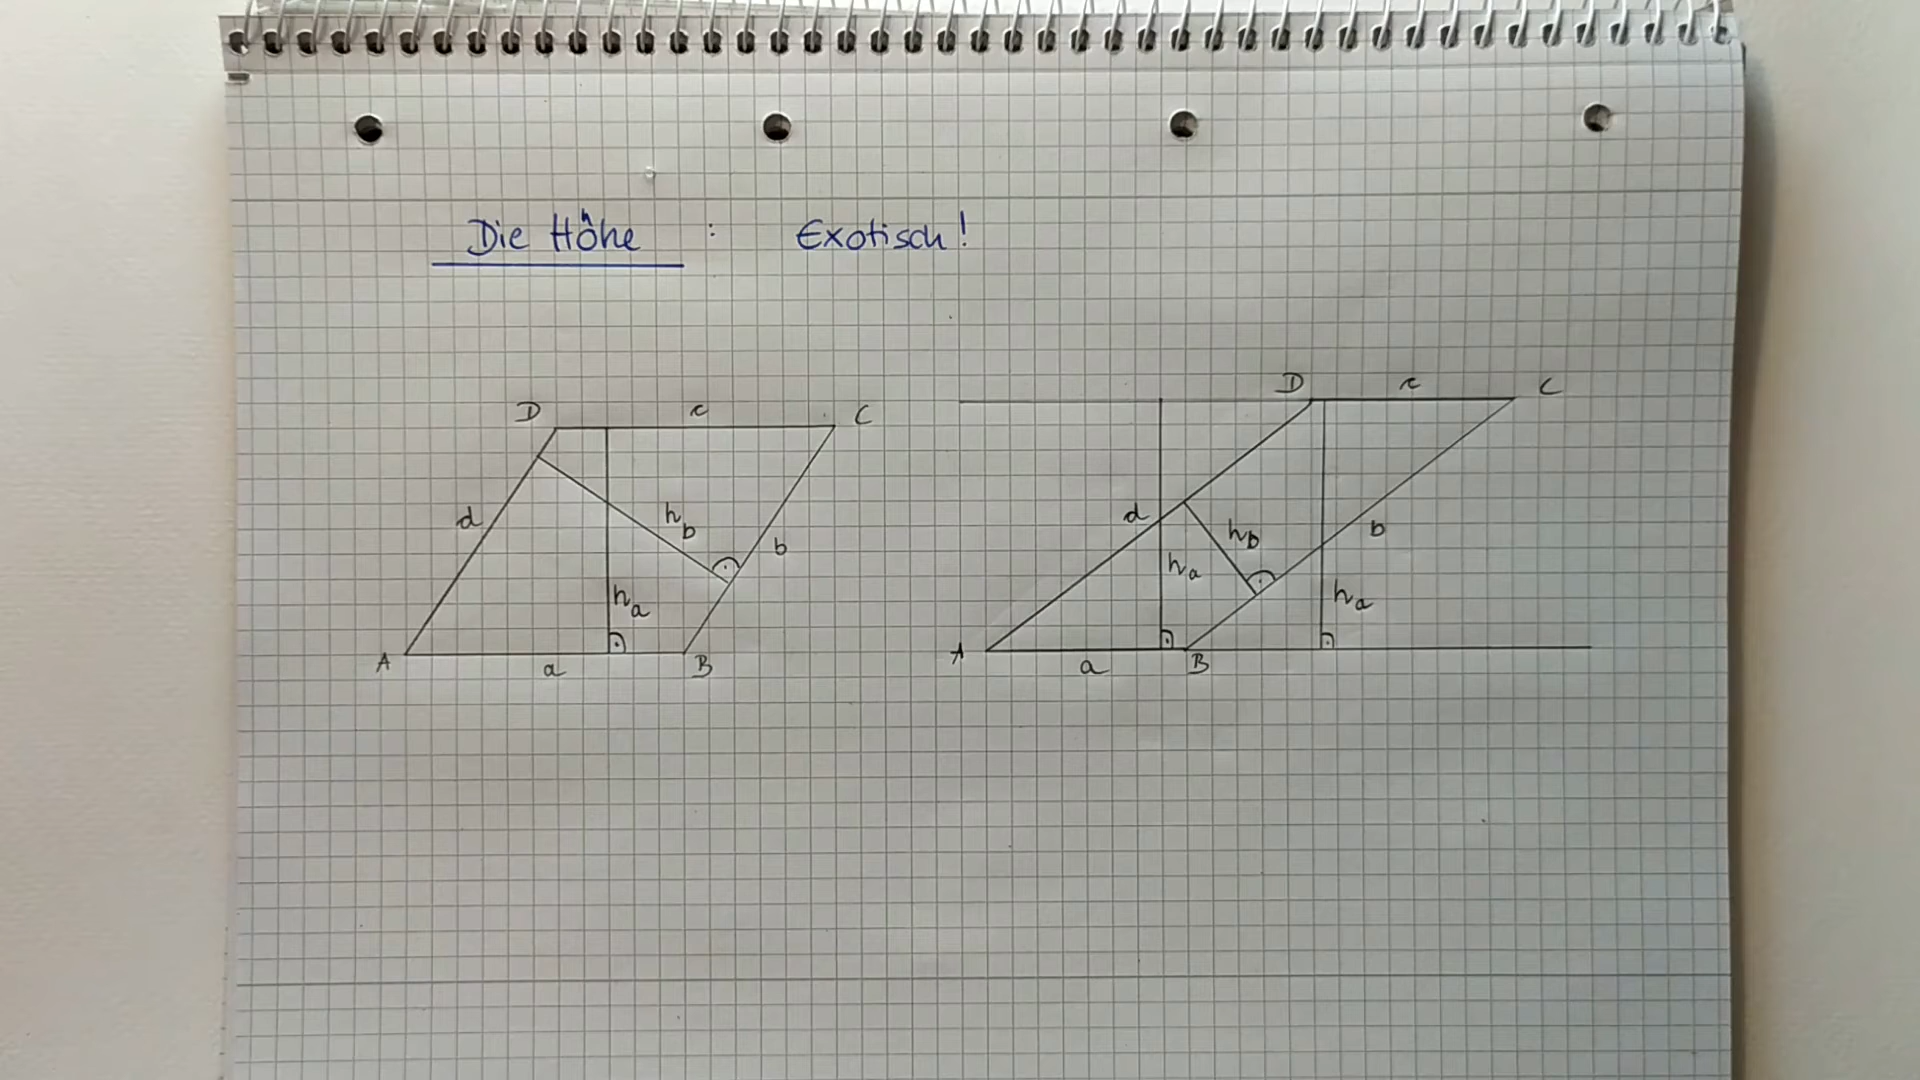 Die Höhe : Exotisch!
D c C
d h_b b
h_a
A a B
D c C
d h_b b
h_a h_a
A a B